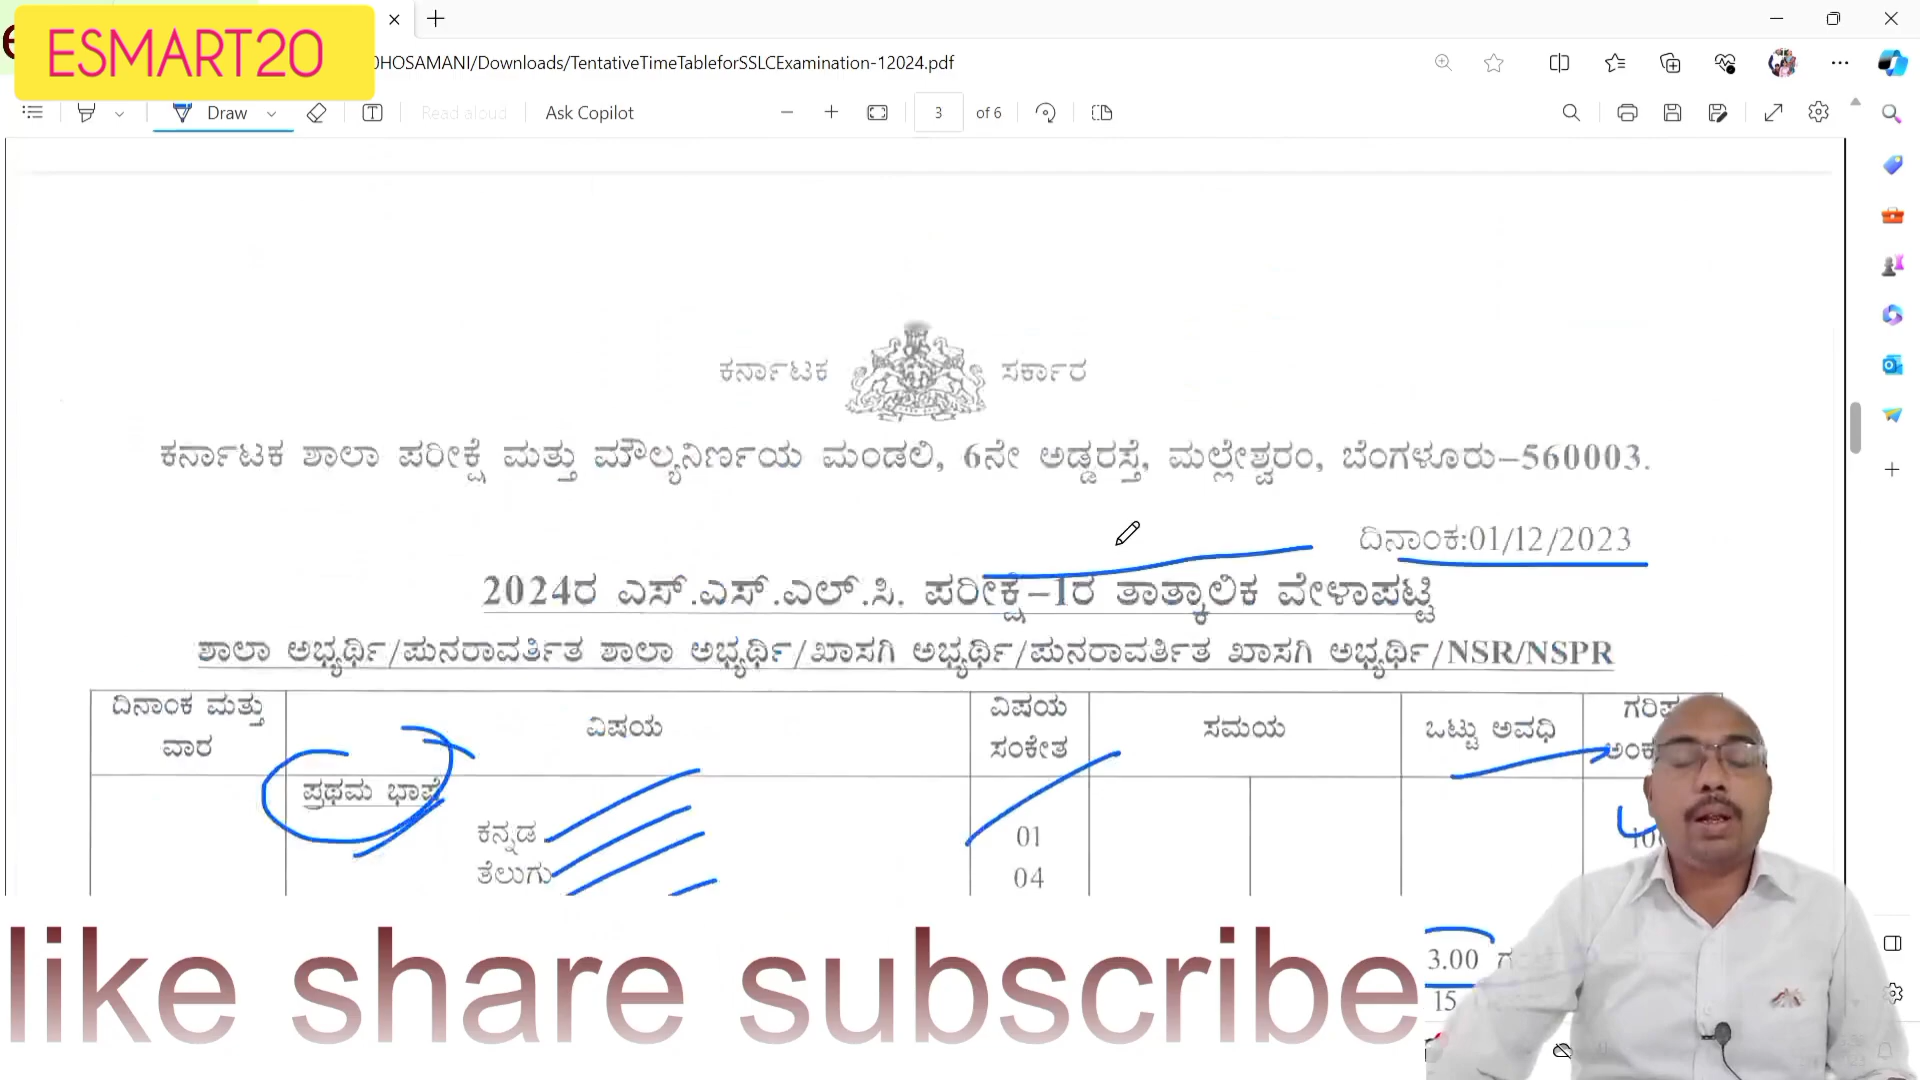 ESMART20
0HOSAMANI/Downloads/TentativeTimeTableforSSLCExamination-12024.pdf
Draw
Read aloud
Ask Copilot
3 of 6
ಕರ್ನಾಟಕ ಸರ್ಕಾರ
ಕರ್ನಾಟಕ ಶಾಲಾ ಪರೀಕ್ಷೆ ಮತ್ತು ಮೌಲ್ಯನಿರ್ಣಯ ಮಂಡಲಿ, 6ನೇ ಅಡ್ಡರಸ್ತೆ, ಮಲ್ಲೇಶ್ವರಂ, ಬೆಂಗಳೂರು–560003.
ದಿನಾಂಕ:01/12/2023
2024ರ ಎಸ್.ಎಸ್.ಎಲ್.ಸಿ. ಪರೀಕ್ಷೆ–1ರ ತಾತ್ಕಾಲಿಕ ವೇಳಾಪಟ್ಟಿ
ಶಾಲಾ ಅಭ್ಯರ್ಥಿ/ಪುನರಾವರ್ತಿತ ಶಾಲಾ ಅಭ್ಯರ್ಥಿ/ಖಾಸಗಿ ಅಭ್ಯರ್ಥಿ/ಪುನರಾವರ್ತಿತ ಖಾಸಗಿ ಅಭ್ಯರ್ಥಿ/NSR/NSPR
ದಿನಾಂಕ ಮತ್ತು
ವಾರ
ವಿಷಯ
ವಿಷಯ
ಸಂಕೇತ
ಸಮಯ
ಒಟ್ಟು ಅವಧಿ
ಪ್ರಥಮ ಭಾಷೆ
ಕನ್ನಡ 01
ತೆಲುಗು 04
3.00
15
like share subscribe